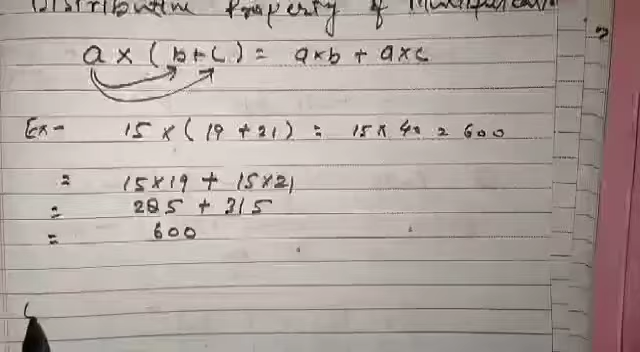 Distributive Property of Multiplication
a × (b+c) = a×b + a×c
Ex- 15 × (19 + 21) = 15 × 40 = 600
= 15×19 + 15×21
= 285 + 315
= 600
(